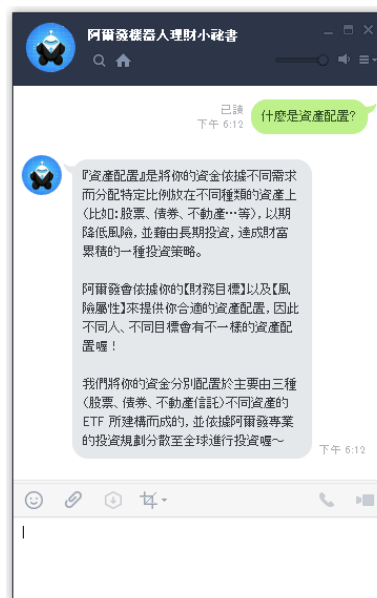 阿爾發機器人理財小祕書
已讀
下午 6:12
什麼是資產配置?
『資產配置』是將你的資金依據不同需求
而分配特定比例放在不同種類的資產上
(比如:股票、債券、不動產…等),以期
降低風險,並藉由長期投資,達成財富
累積的一種投資策略。
阿爾發會依據你的【財務目標】以及【風
險屬性】來提供你合適的資產配置,因此
不同人、不同目標會有不一樣的資產配
置喔!
我們將你的資金分別配置於主要由三種
(股票、債券、不動產信託)不同資產的
ETF 所建構而成的,並依據阿爾發專業
的投資規劃分散至全球進行投資喔~
下午 6:12